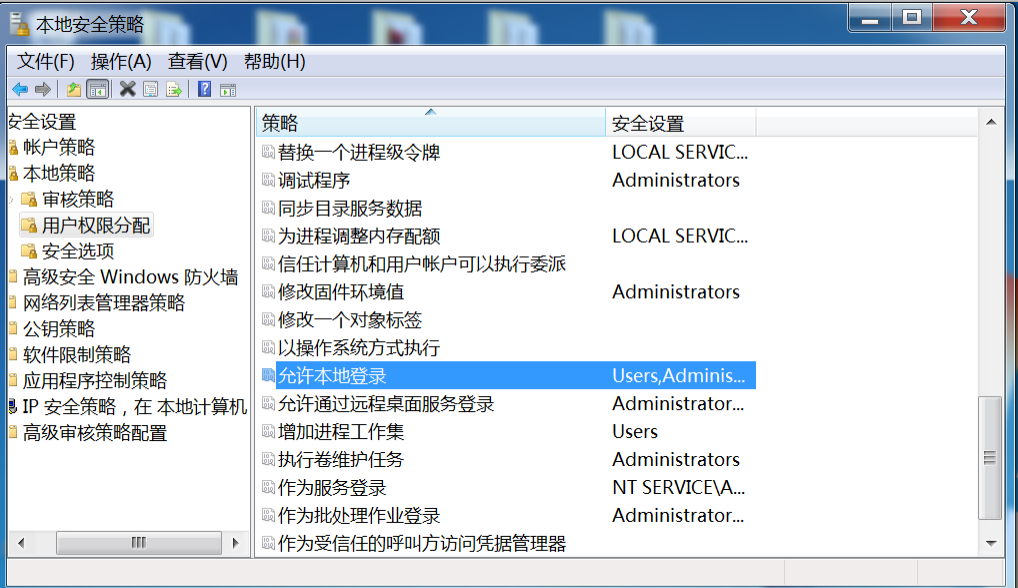 本地安全策略
文件(F) 操作(A) 查看(V) 帮助(H)
安全设置
帐户策略
本地策略
审核策略
用户权限分配
安全选项
高级安全 Windows 防火墙
网络列表管理器策略
公钥策略
软件限制策略
应用程序控制策略
IP 安全策略，在 本地计算机
高级审核策略配置
策略 安全设置
替换一个进程级令牌 LOCAL SERVIC...
调试程序 Administrators
同步目录服务数据
为进程调整内存配额 LOCAL SERVIC...
信任计算机和用户帐户可以执行委派
修改固件环境值 Administrators
修改一个对象标签
以操作系统方式执行
允许本地登录 Users,Adminis...
允许通过远程桌面服务登录 Administrator...
增加进程工作集 Users
执行卷维护任务 Administrators
作为服务登录 NT SERVICE\A...
作为批处理作业登录 Administrator...
作为受信任的呼叫方访问凭据管理器